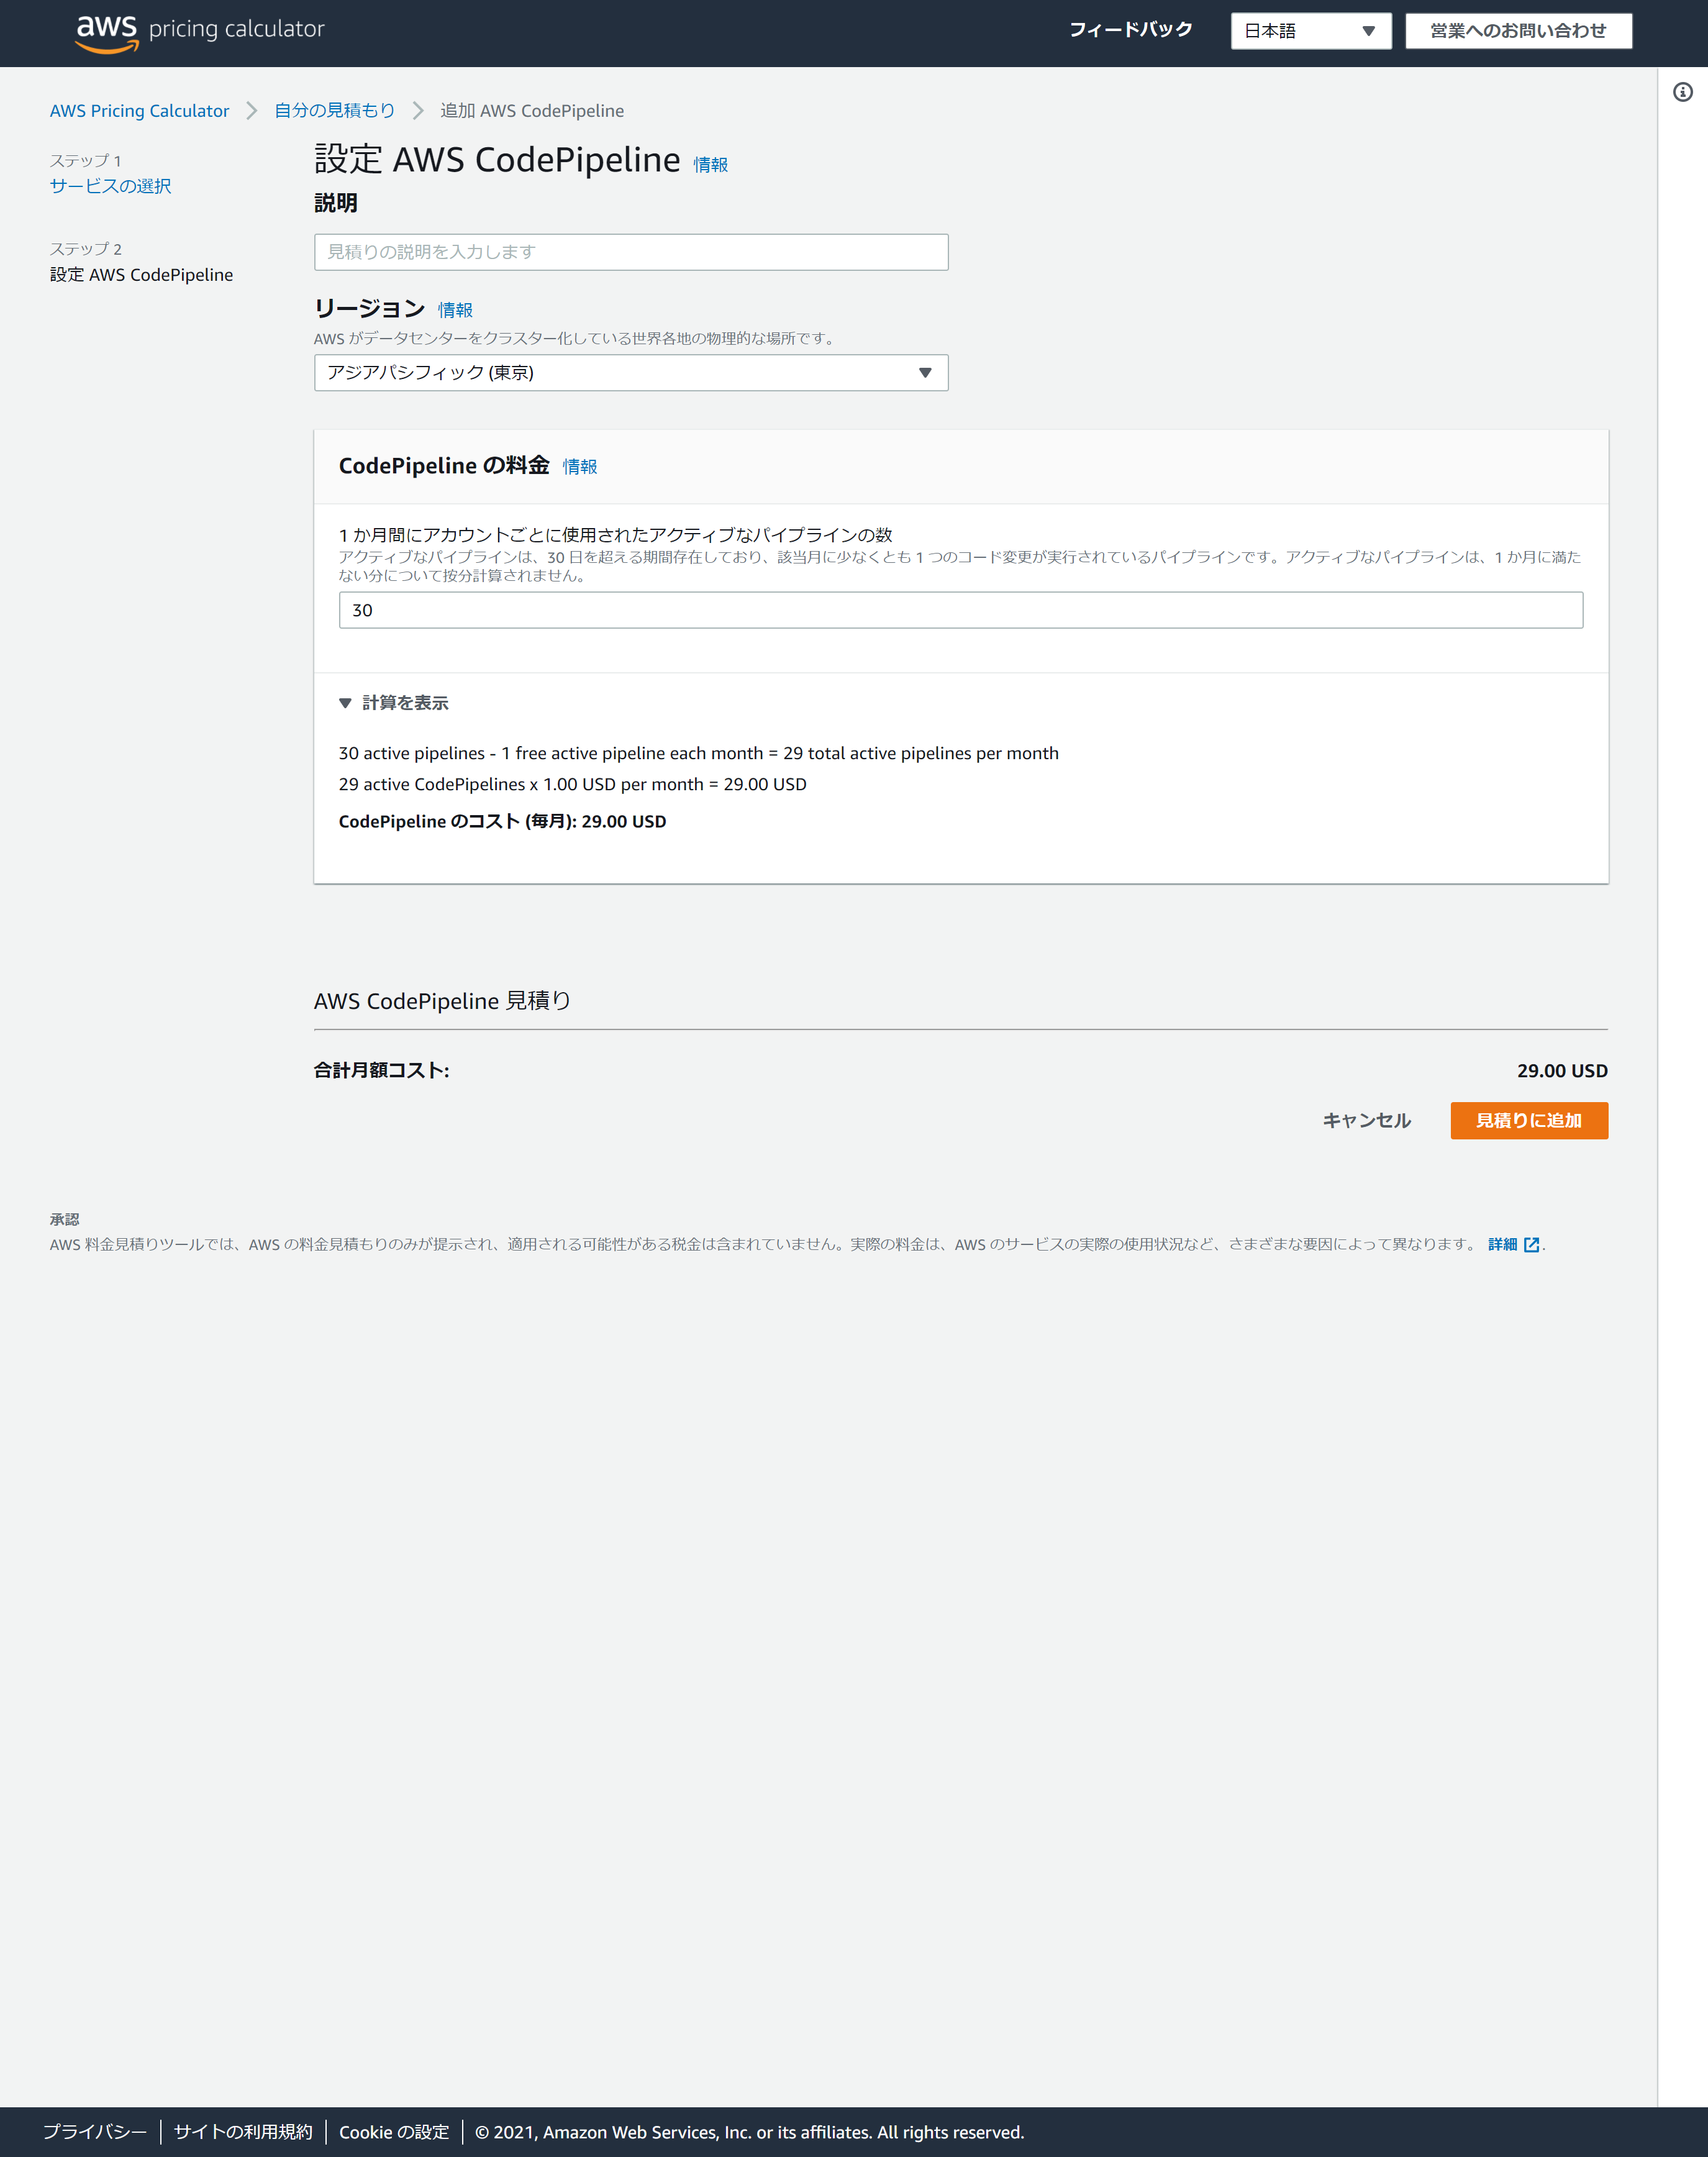 aws pricing calculator
フィードバック
日本語
営業へのお問い合わせ
AWS Pricing Calculator 自分の見積もり 追加 AWS CodePipeline
ステップ 1
サービスの選択
ステップ 2
設定 AWS CodePipeline
設定 AWS CodePipeline 情報
説明
見積りの説明を入力します
リージョン 情報
AWS がデータセンターをクラスター化している世界各地の物理的な場所です。
アジアパシフィック (東京)
CodePipeline の料金 情報
1 か月間にアカウントごとに使用されたアクティブなパイプラインの数
アクティブなパイプラインは、30 日を超える期間存在しており、該当月に少なくとも 1 つのコード変更が実行されているパイプラインです。アクティブなパイプラインは、1 か月に満た
ない分について按分計算されません。
30
計算を表示
30 active pipelines - 1 free active pipeline each month = 29 total active pipelines per month
29 active CodePipelines x 1.00 USD per month = 29.00 USD
CodePipeline のコスト (毎月): 29.00 USD
AWS CodePipeline 見積り
合計月額コスト: 29.00 USD
キャンセル 見積りに追加
承認
AWS 料金見積りツールでは、AWS の料金見積もりのみが提示され、適用される可能性がある税金は含まれていません。実際の料金は、AWS のサービスの実際の使用状況など、さまざまな要因によって異なります。 詳細 .
プライバシー サイトの利用規約 Cookie の設定 © 2021, Amazon Web Services, Inc. or its affiliates. All rights reserved.